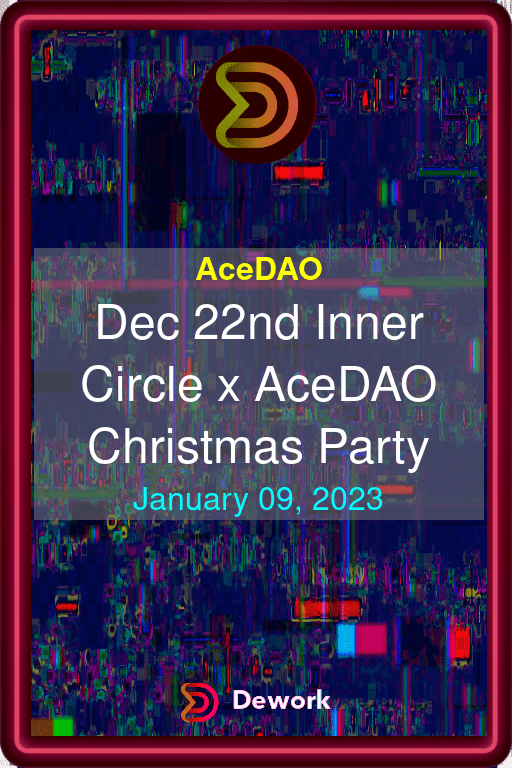 AceDAO
Dec 22nd Inner
Circle x AceDAO
Christmas Party
January 09, 2023
Dework